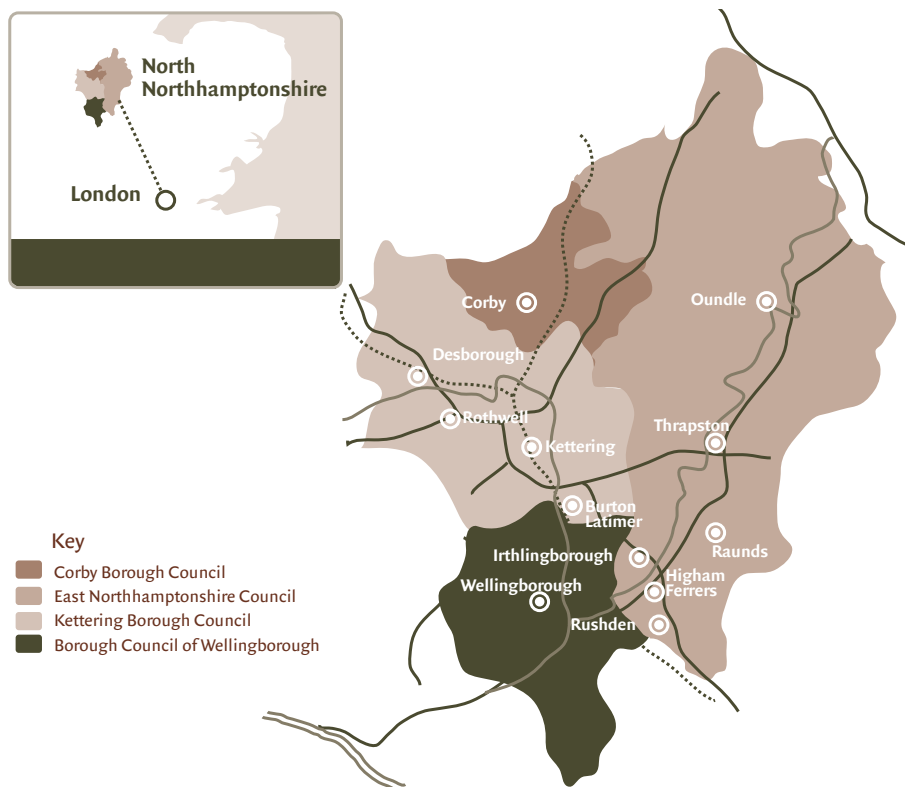 North
Northhamptonshire
London
Corby
Oundle
Desborough
Rothwell
Thrapston
Kettering
Burton
Latimer
Key
Corby Borough Council
East Northhamptonshire Council
Kettering Borough Council
Borough Council of Wellingborough
Irthlingborough
Raunds
Wellingborough
Higham
Ferrers
Rushden